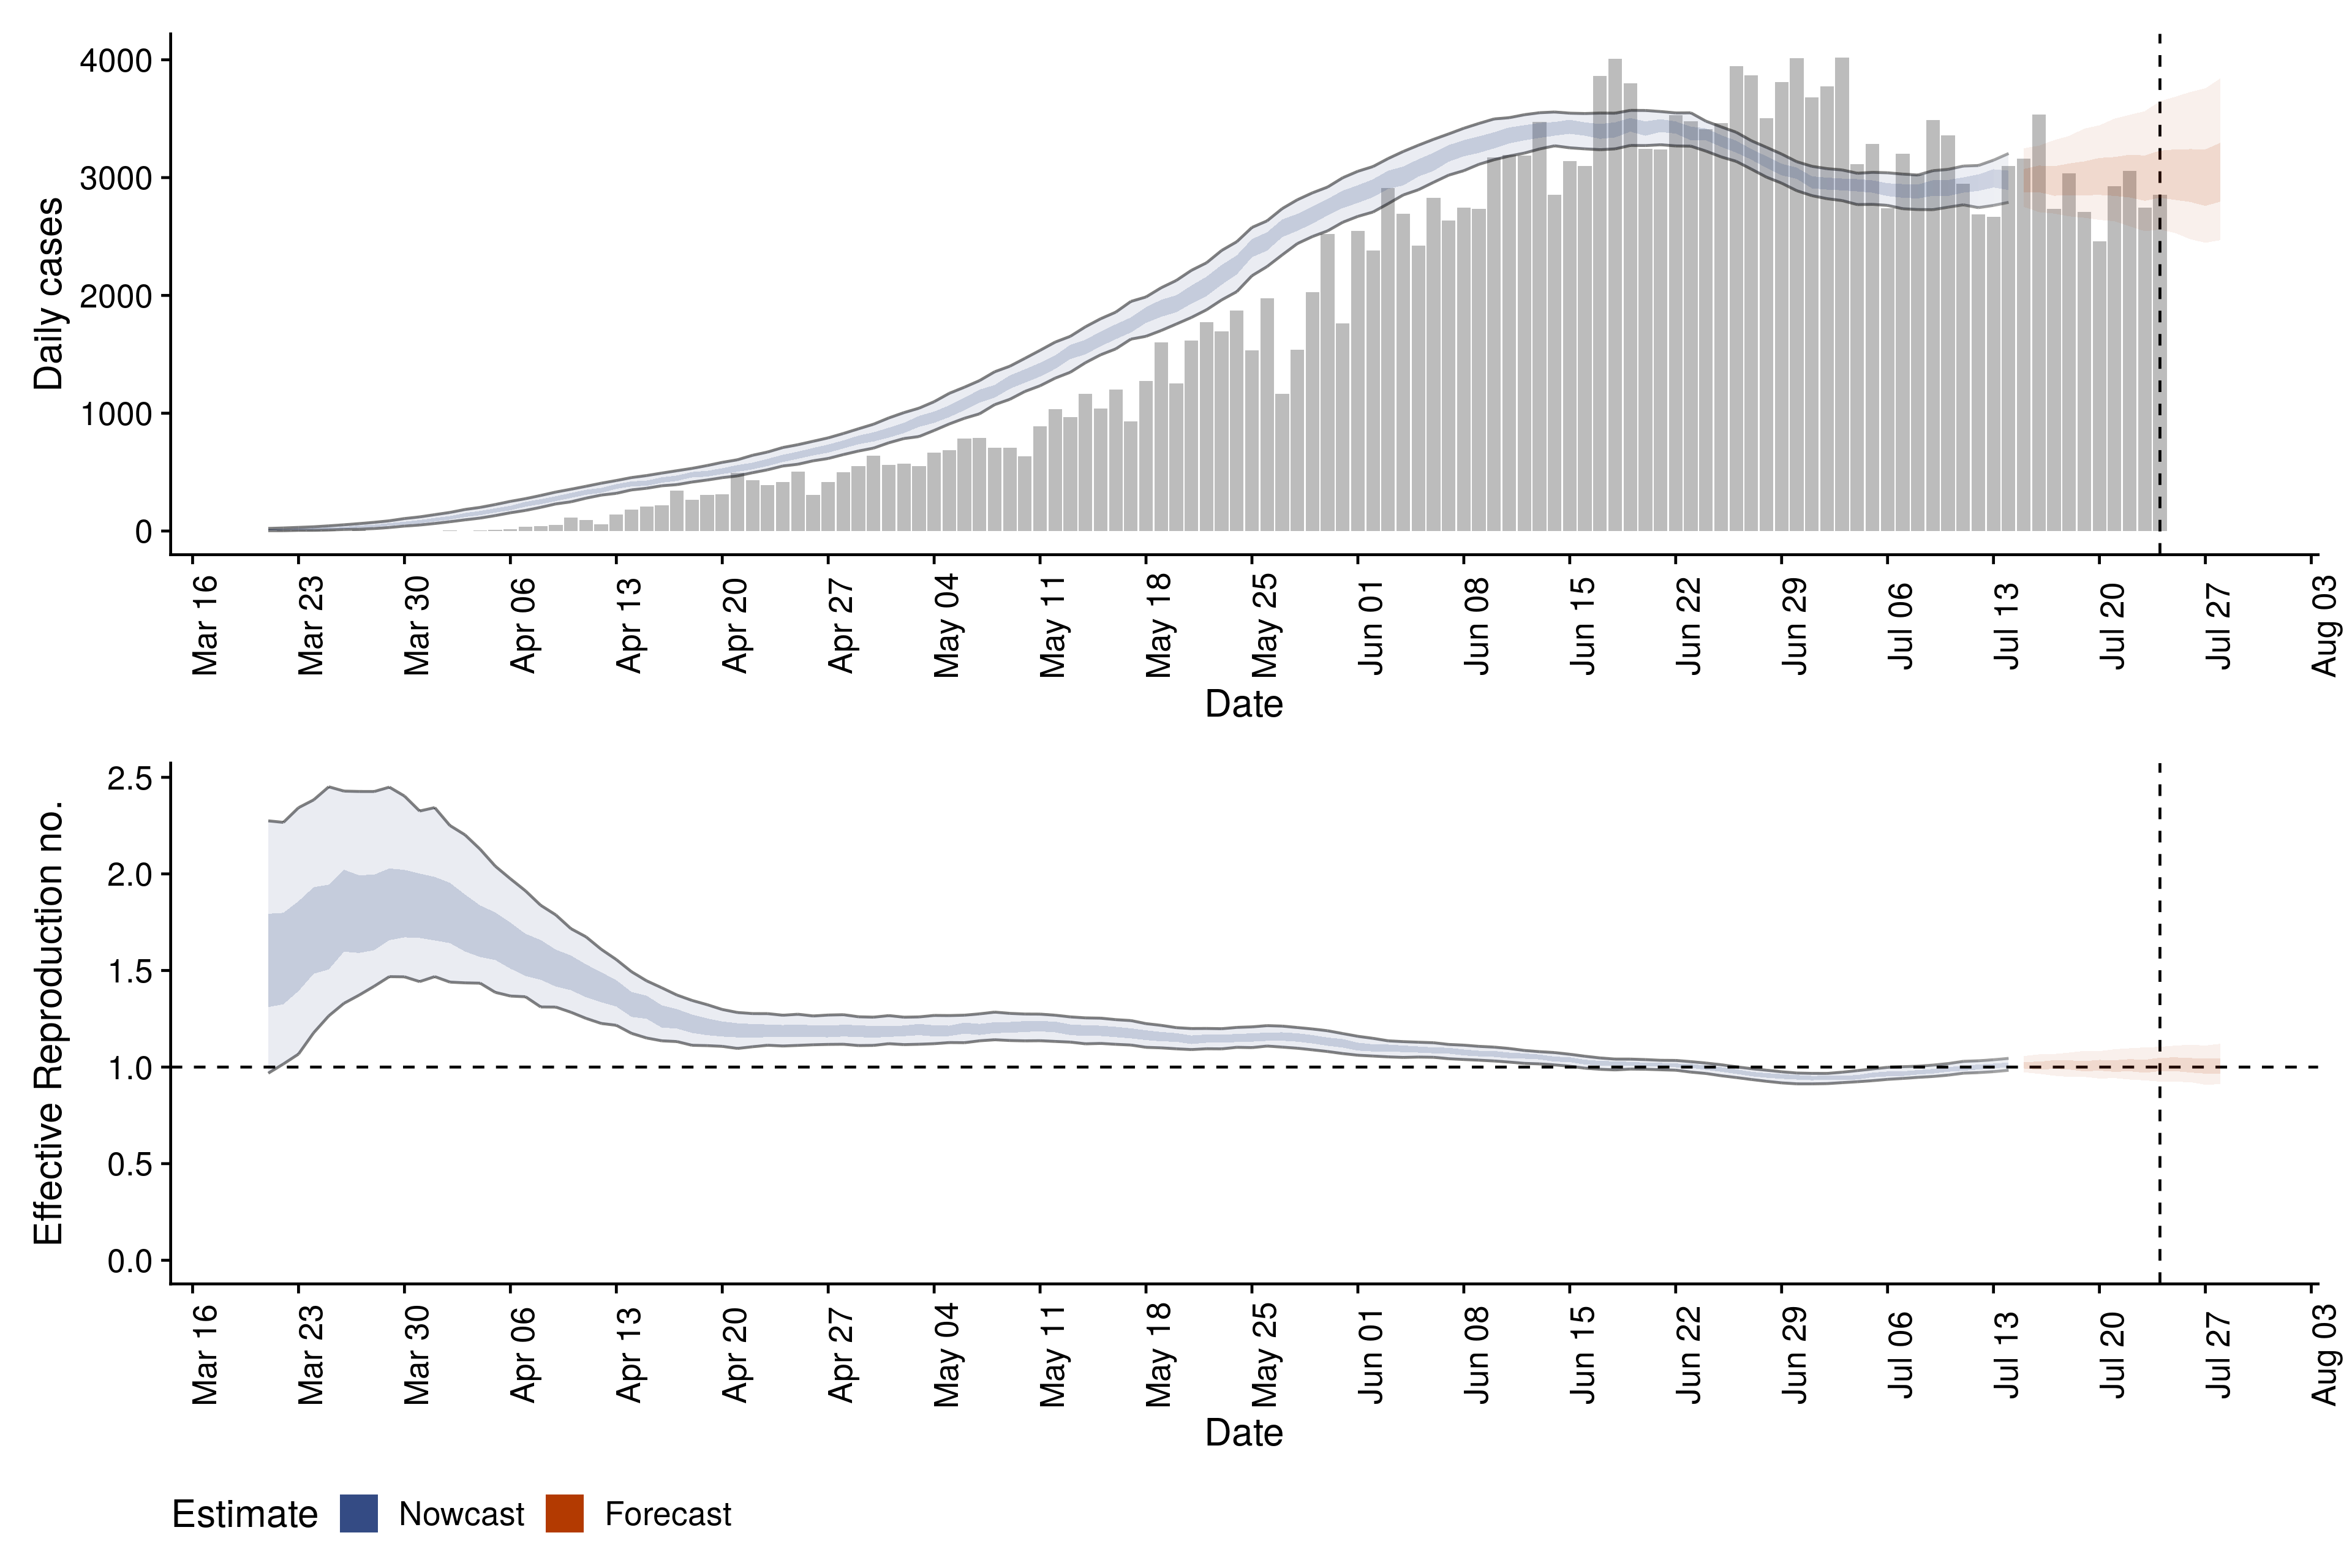 4000
3000
2000
1000
0
Daily cases
Mar 16
Mar 23
Mar 30
Apr 06
Apr 13
Apr 20
Apr 27
May 04
May 11
May 18
May 25
Jun 01
Jun 08
Jun 15
Jun 22
Jun 29
Jul 06
Jul 13
Jul 20
Jul 27
Aug 03
Date
2.5
2.0
1.5
1.0
0.5
0.0
Effective Reproduction no.
Mar 16
Mar 23
Mar 30
Apr 06
Apr 13
Apr 20
Apr 27
May 04
May 11
May 18
May 25
Jun 01
Jun 08
Jun 15
Jun 22
Jun 29
Jul 06
Jul 13
Jul 20
Jul 27
Aug 03
Date
Estimate Nowcast Forecast